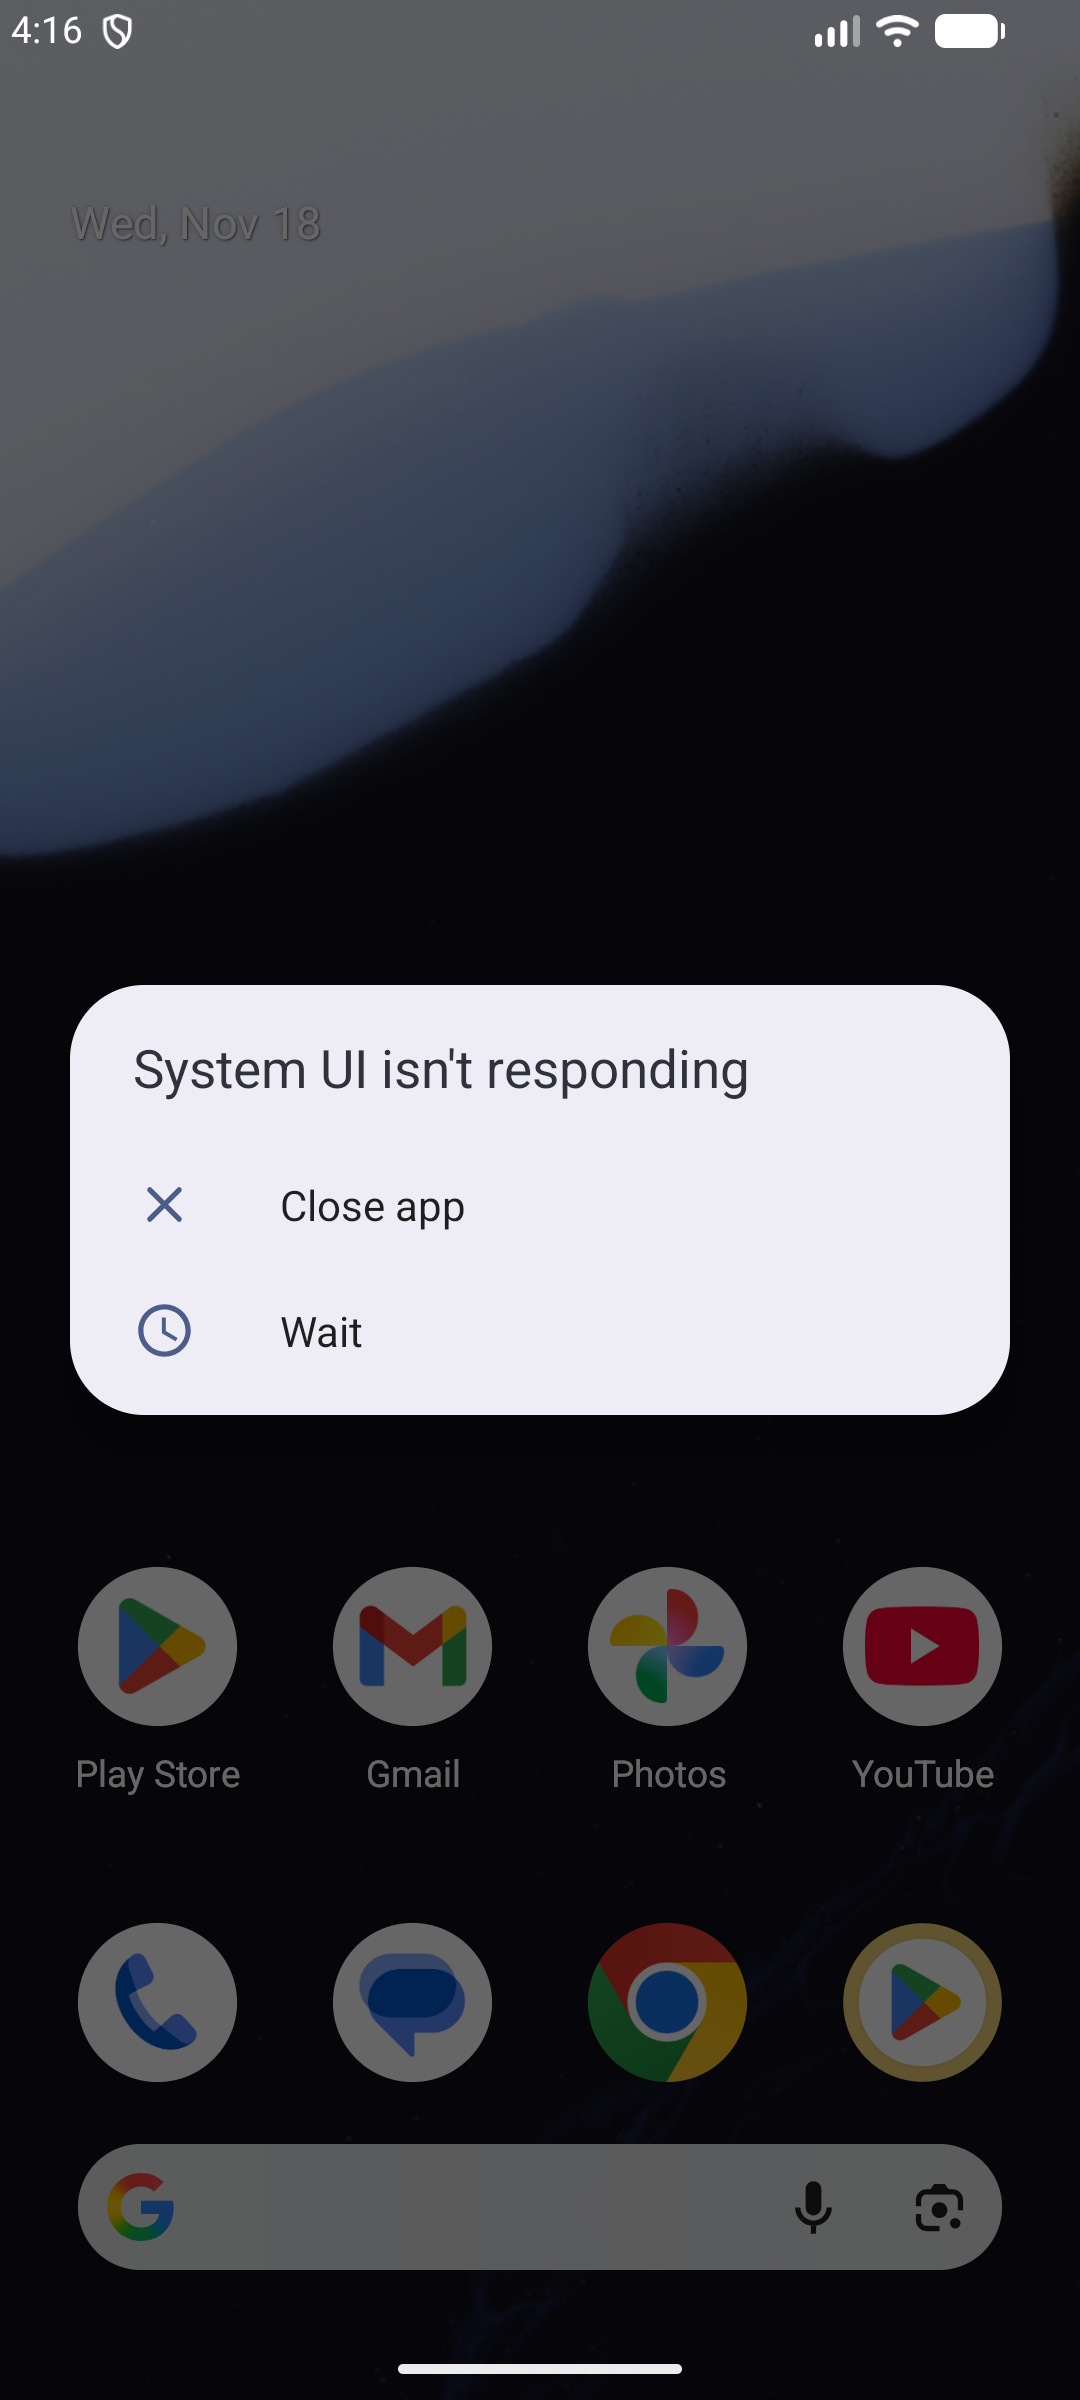 4:16
Wed, Nov 18
System UI isn't responding
Close app
Wait
Play Store
Gmail
Photos
YouTube